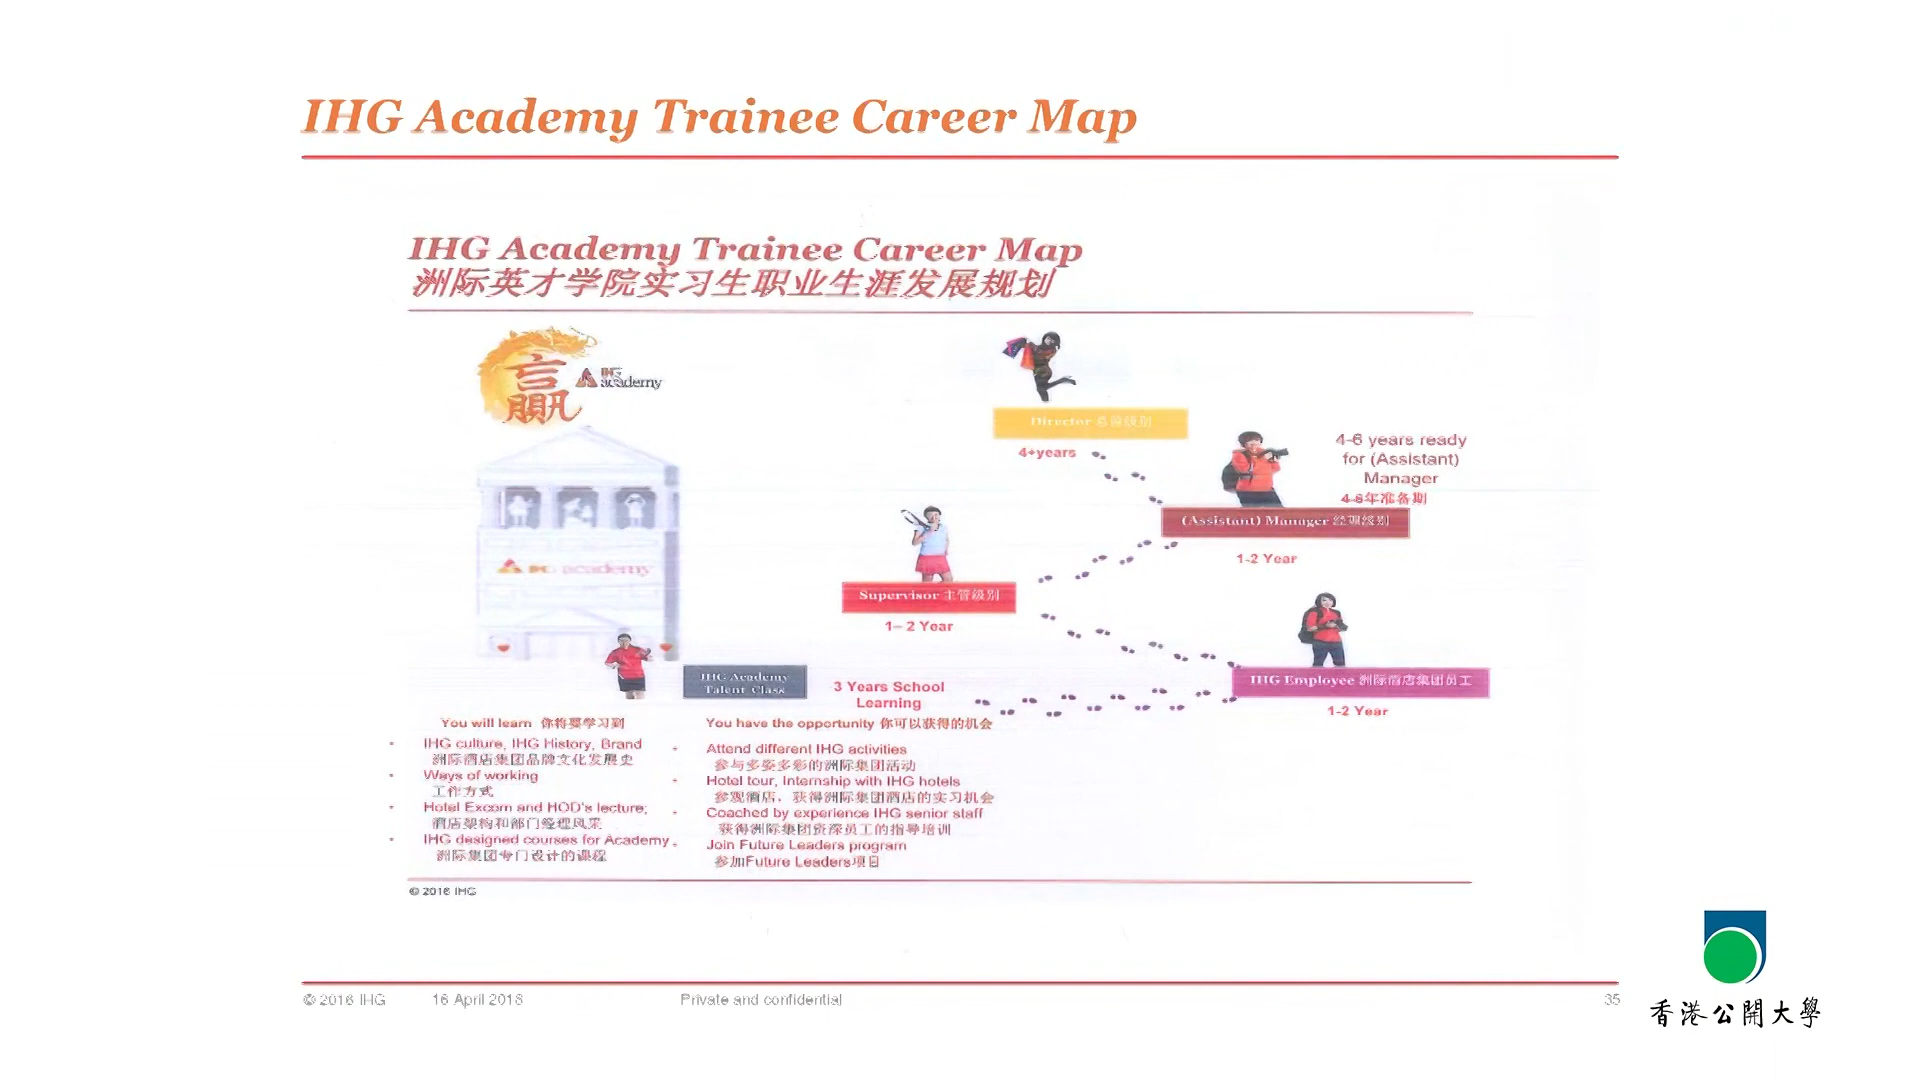 IHG Academy Trainee Career Map
IHG Academy Trainee Career Map
洲际英才学院实习生职业生涯发展规划
赢
IHG
academy
Director 总监级别
4+years
4-6 years ready
for (Assistant)
Manager
4-6年准备期
(Assistant) Manager 经理级别
1-2 Year
IHG academy
Supervisor 主管级别
1– 2 Year
IHG Employee 洲际酒店集团员工
1-2 Year
IHG Academy
Talent Class
3 Years School
Learning
You will learn 你将要学习到
IHG culture, IHG History, Brand
洲际酒店集团品牌文化发展史
Ways of working
工作方式
Hotel Excom and HOD's lecture;
酒店架构和部门经理风采
IHG designed courses for Academy
洲际集团专门设计的课程
You have the opportunity 你可以获得的机会
Attend different IHG activities
参与多姿多彩的洲际集团活动
Hotel tour, Internship with IHG hotels
参观酒店，获得洲际集团酒店的实习机会
Coached by experience IHG senior staff
获得洲际集团资深员工的指导培训
Join Future Leaders program
参加Future Leaders项目
© 2016 IHG
© 2016 IHG 16 April 2018 Private and confidential 35
香港公開大學